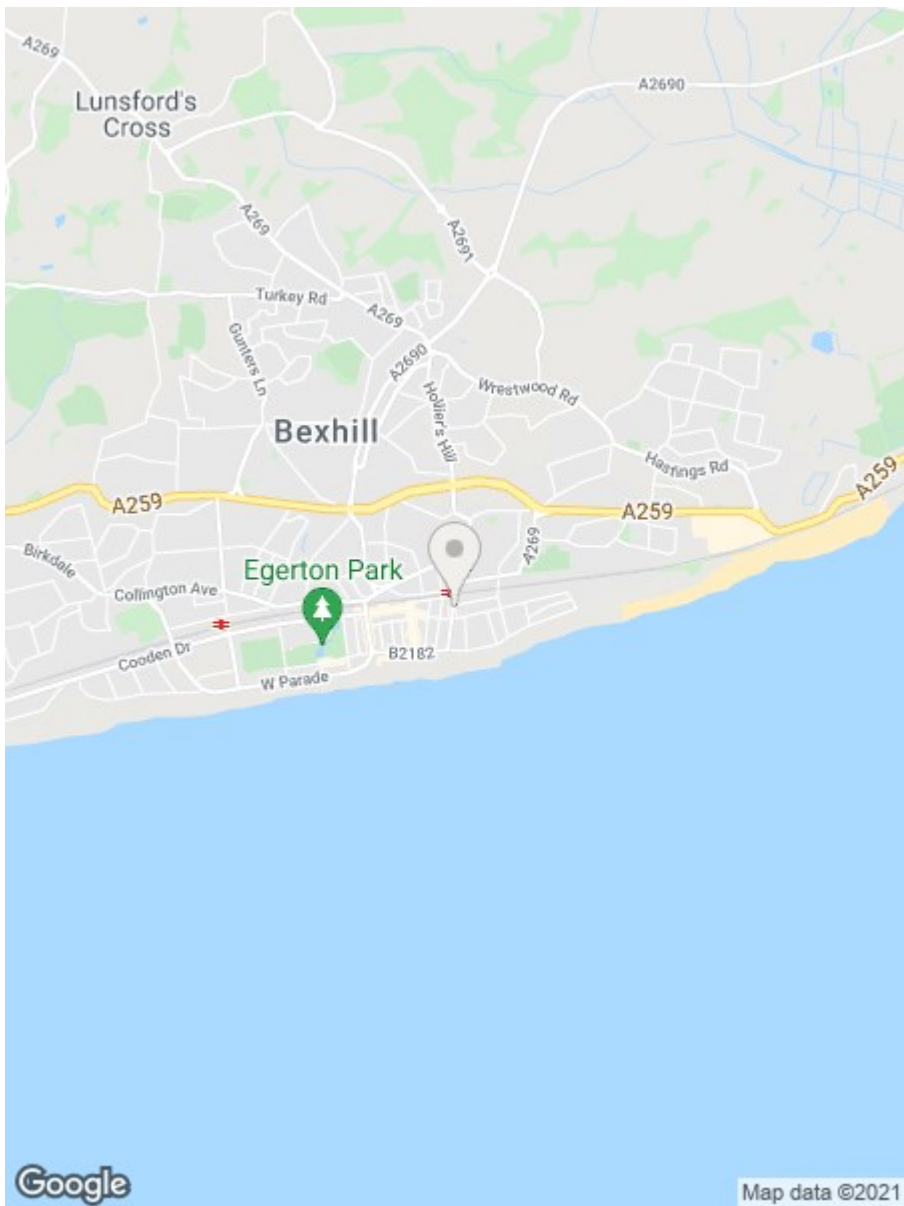 A269
A2690
Lunsford's
Cross
A269
A2691
Turkey Rd
A269
Gunters Ln
A2690
Hollier's Hill
Wrestwood Rd
Bexhill
Hastings Rd
A259
A259
A259
Birkdale
A269
Egerton Park
Collington Ave
Cooden Dr
B2182
W Parade
Google
Map data ©2021